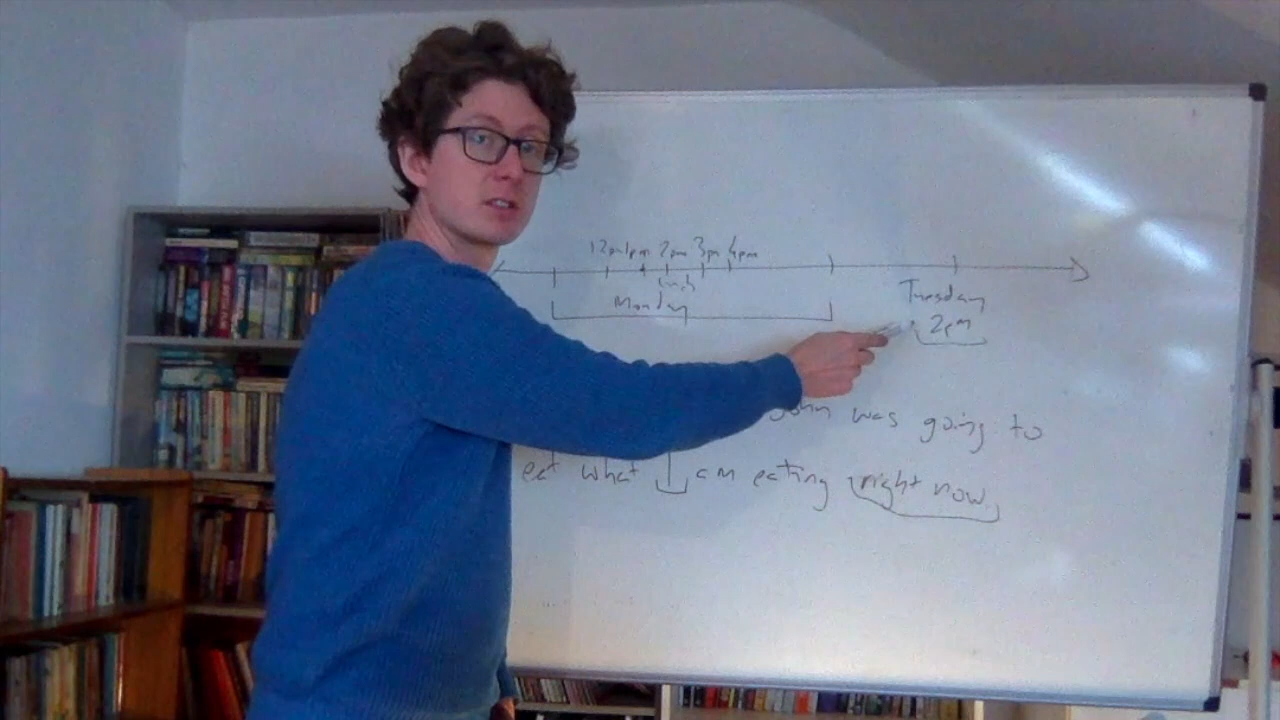 12pm 1pm 2pm 3pm 4pm
lunch
Monday
Tuesday
2pm
John was going to
eat what I am eating right now.